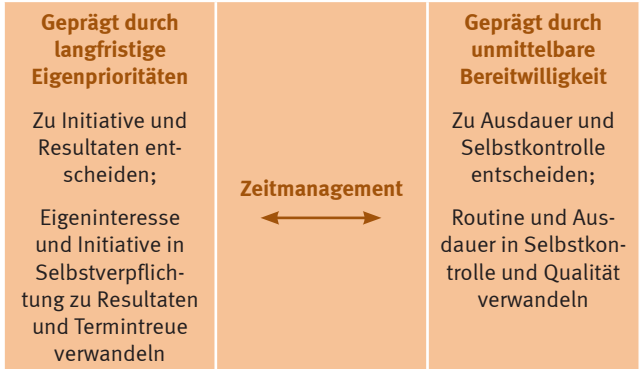 Geprägt durch
langfristige
Eigenprioritäten
Zu Initiative und
Resultaten ent-
scheiden;
Eigeninteresse
und Initiative in
Selbstverpflich-
tung zu Resultaten
und Termintreue
verwandeln
Zeitmanagement
Geprägt durch
unmittelbare
Bereitwilligkeit
Zu Ausdauer und
Selbstkontrolle
entscheiden;
Routine und Aus-
dauer in Selbstkon-
trolle und Qualität
verwandeln